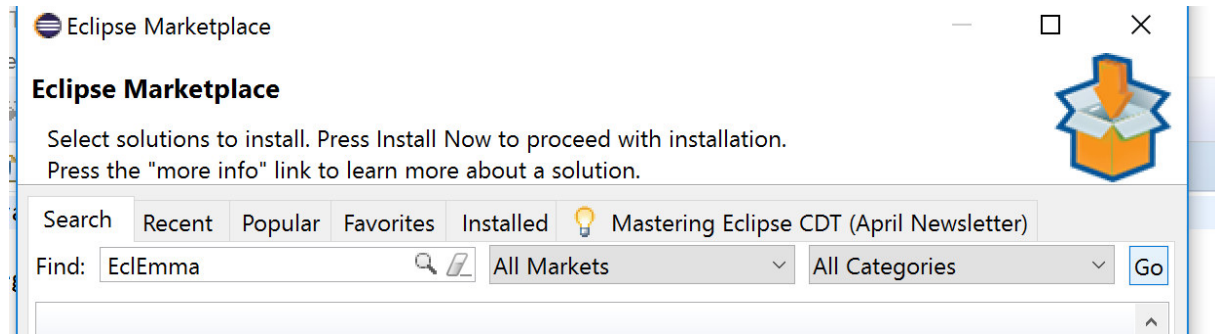 Eclipse Marketplace
Eclipse Marketplace
Select solutions to install. Press Install Now to proceed with installation.
Press the "more info" link to learn more about a solution.
Search Recent Popular Favorites Installed Mastering Eclipse CDT (April Newsletter)
Find: EclEmma All Markets All Categories Go